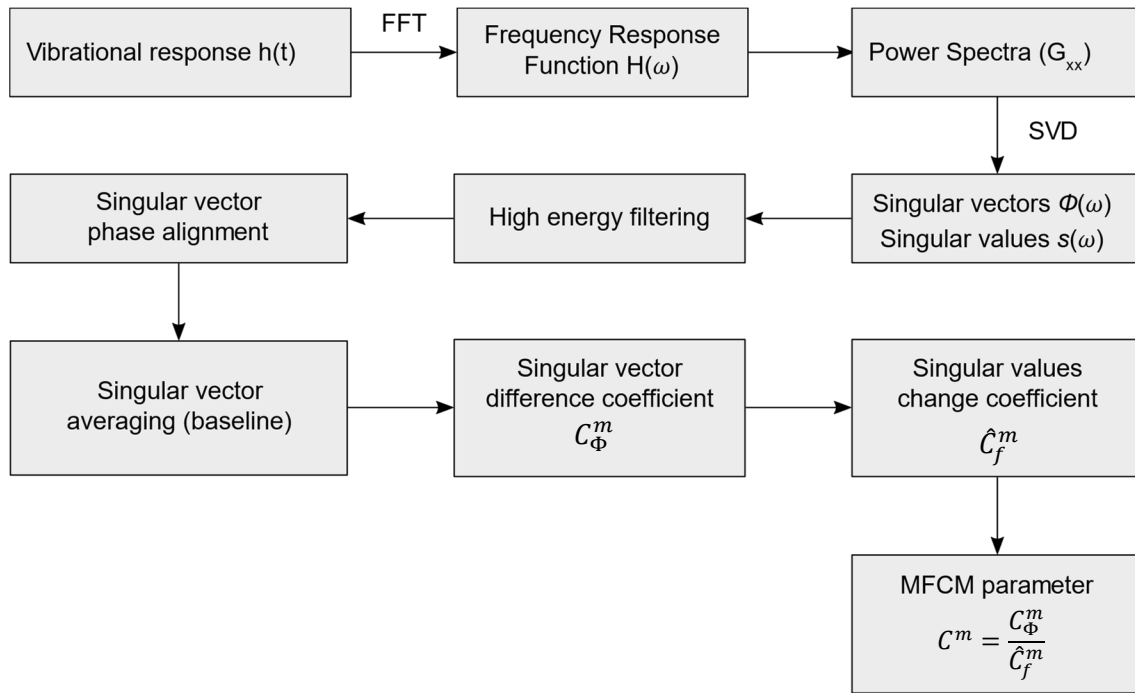 Vibrational response h(t)
FFT
Frequency Response
Function H(ω)
Power Spectra (Gₓₓ)
SVD
Singular vectors Φ(ω)
Singular values s(ω)
High energy filtering
Singular vector
phase alignment
Singular vector
averaging (baseline)
Singular vector
difference coefficient
C_Φ^m
Singular values
change coefficient
Ĉ_f^m
MFCM parameter
C^m = C_Φ^m / Ĉ_f^m